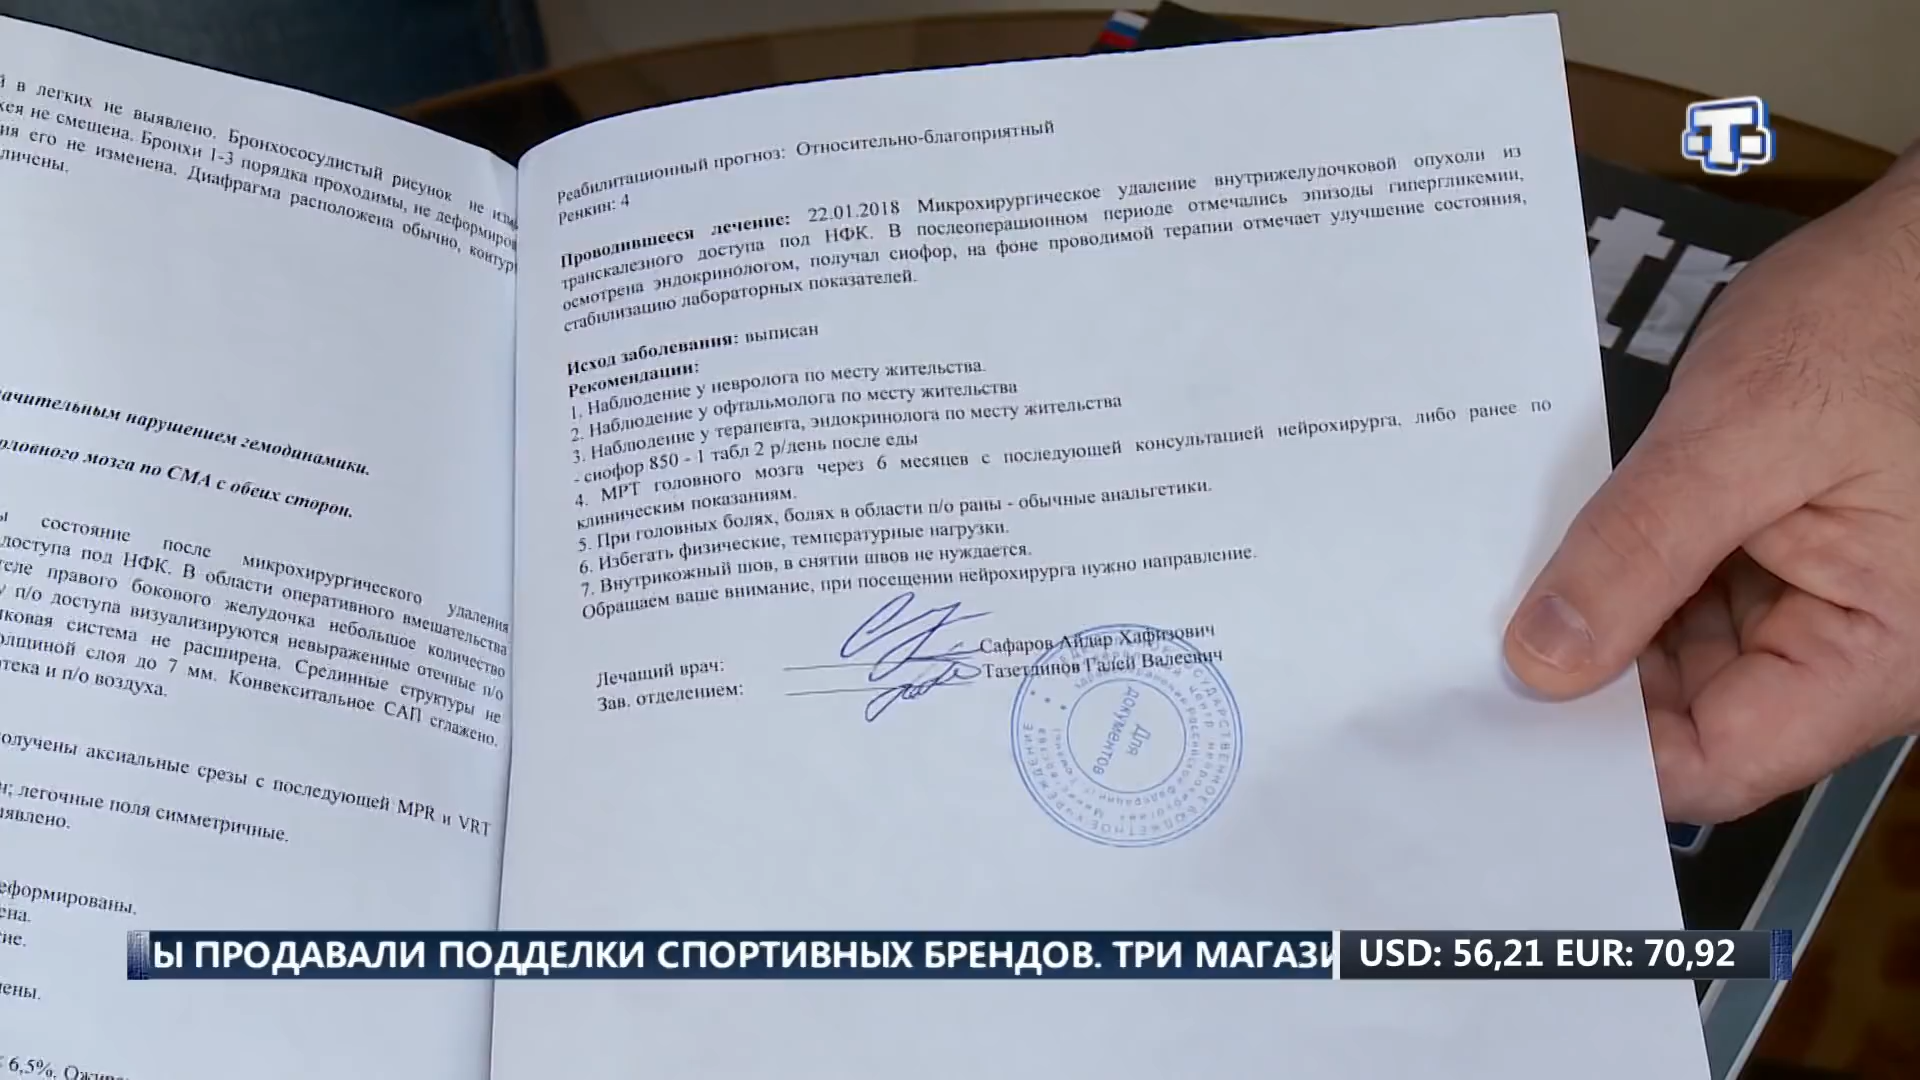 в легких не выявлено. Бронхососудистый рисунок не
не смещена. Бронхи 1-3 порядка проходимы, не
его не изменена. Диафрагма расположена обычно,
нарушением гемодинамики.
мозга по СМА с обеих сторон.
состояние после микрохирургического удаления
доступа под НФК. В области оперативного вмешательства
правого бокового желудочка небольшое количество
п/о доступа визуализируются невыраженные отечные п/о
система не расширена. Срединные структуры не
толщиной слоя до 7 мм. Конвекситальное САП сглажено.
и п/о воздуха.
получены аксиальные срезы с последующей MPR и VRT
легочные поля симметричные.
6,5%.
Реабилитационный прогноз: Относительно-благоприятный
Ренкин: 4
Проводившееся лечение: 22.01.2018 Микрохирургическое удаление внутрижелудочковой опухоли из
транскалезного доступа под НФК. В послеоперационном периоде отмечались эпизоды гипергликемии,
осмотрена эндокринологом, получал сиофор, на фоне проводимой терапии отмечает улучшение состояния,
стабилизацию лабораторных показателей.
Исход заболевания: выписан
Рекомендации:
1. Наблюдение у невролога по месту жительства.
2. Наблюдение у офтальмолога по месту жительства
3. Наблюдение у терапевта, эндокринолога по месту жительства
- сиофор 850 - 1 табл 2 р/день после еды
4. МРТ головного мозга через 6 месяцев с последующей консультацией нейрохирурга, либо ранее по
клиническим показаниям.
5. При головных болях, болях в области п/о раны - обычные анальгетики.
6. Избегать физические, температурные нагрузки.
7. Внутрикожный шов, в снятии швов не нуждается.
Обращаем ваше внимание, при посещении нейрохирурга нужно направление.
Лечащий врач: Сафаров Айдар Хафизович
Зав. отделением: Тазетдинов Галей Валеевич
Для
документов
Ы ПРОДАВАЛИ ПОДДЕЛКИ СПОРТИВНЫХ БРЕНДОВ. ТРИ МАГАЗИ
USD: 56,21 EUR: 70,92